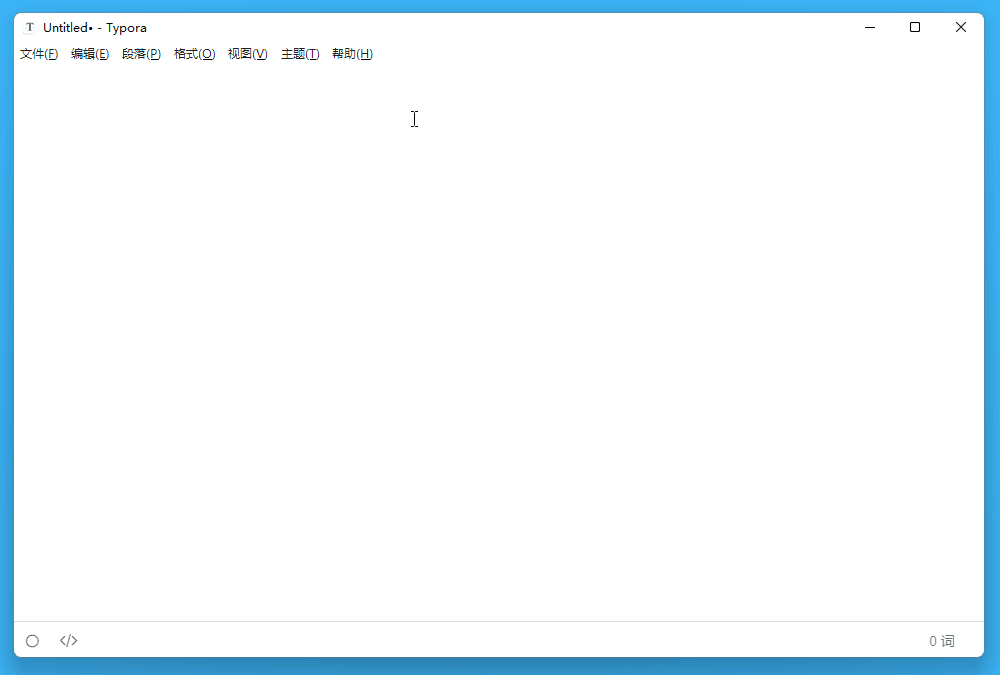 T Untitled• - Typora
文件(F) 编辑(E) 段落(P) 格式(O) 视图(V) 主题(T) 帮助(H)
</> 0 词